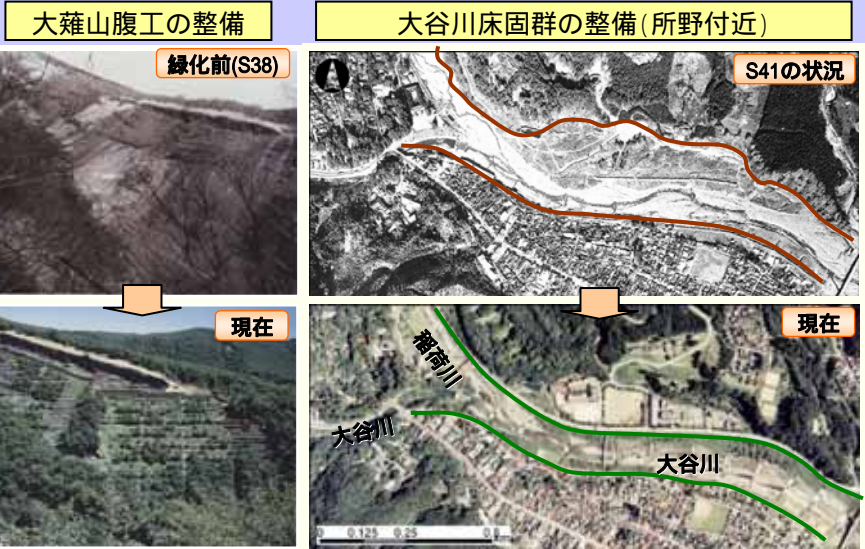 大薙山腹工の整備
大谷川床固群の整備(所野付近)
緑化前(S38)
S41の状況
現在
現在
稲荷川
大谷川
大谷川
0 0.125 0.25